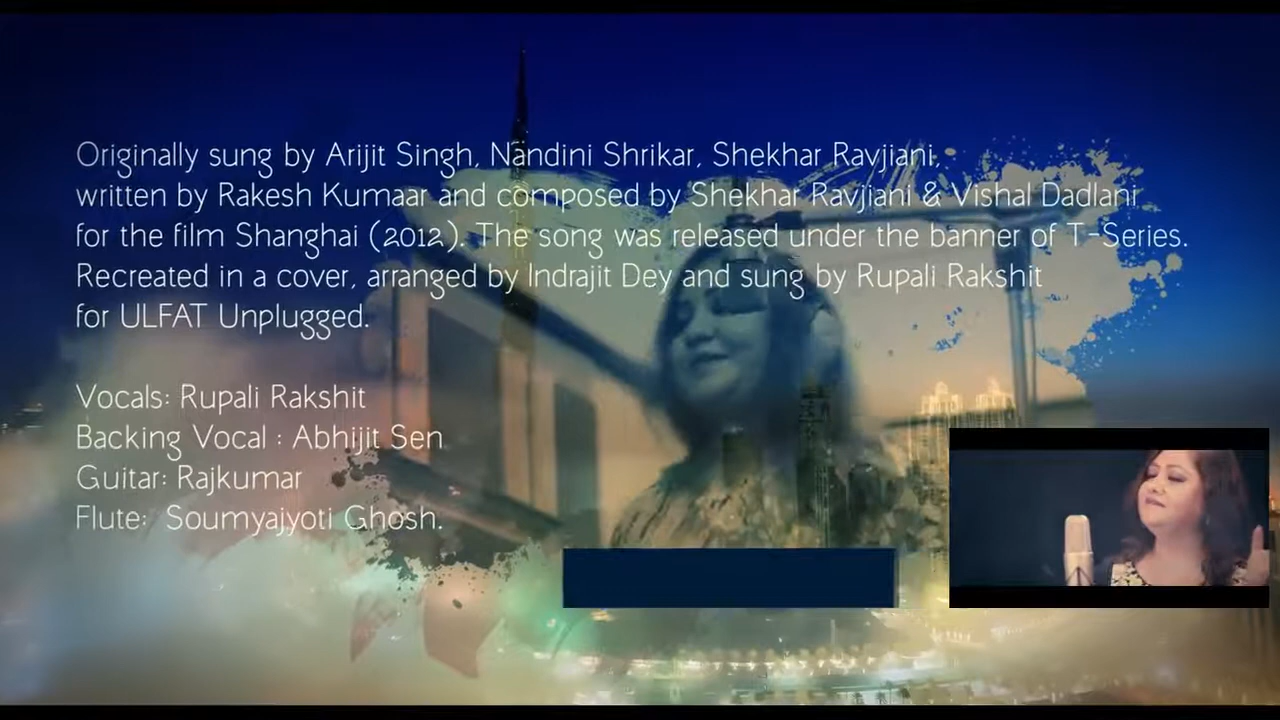 Originally sung by Arijit Singh, Nandini Shrikar, Shekhar Ravjiani,
written by Rakesh Kumaar and composed by Shekhar Ravjiani & Vishal Dadlani
for the film Shanghai (2012). The song was released under the banner of T-Series.
Recreated in a cover, arranged by Indrajit Dey and sung by Rupali Rakshit
for ULFAT Unplugged.
Vocals: Rupali Rakshit
Backing Vocal : Abhijit Sen
Guitar: Rajkumar
Flute: Soumyajyoti Ghosh.